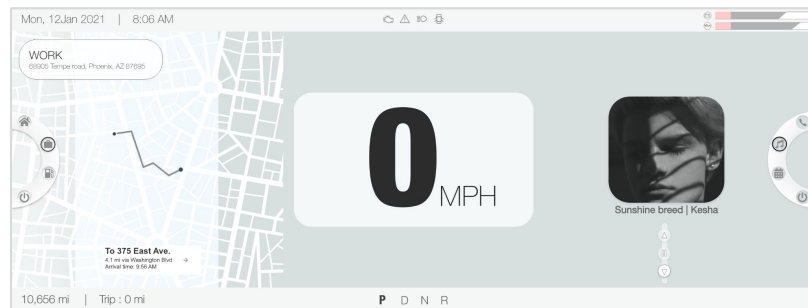 Mon, 12Jan 2021 | 8:06 AM
WORK
68905 Tempe road, Phoenix, AZ 87695
0 MPH
Sunshine breed | Kesha
To 375 East Ave.
4.1 mi via Washington Blvd
Arrival time: 9:56 AM
10,656 mi | Trip : 0 mi
P D N R